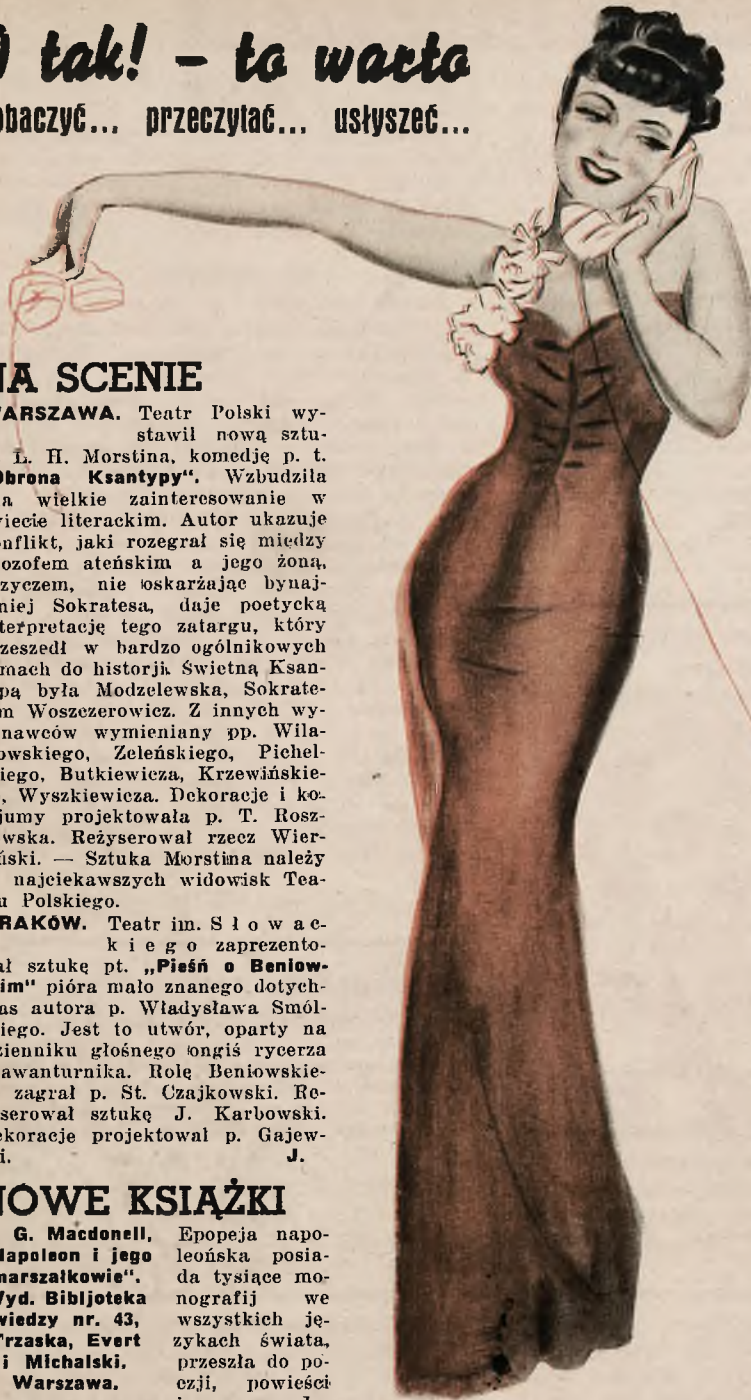 tak! – to warto
obaczyć... przeczytać... usłyszeć...
NA SCENIE
WARSZAWA. Teatr Polski wy-
stawił nową sztu-
L. H. Morstina, komedję p. t.
Obrona Ksantypy". Wzbudziła
a wielkie zainteresowanie w
wiecie literackim. Autor ukazuje
nflikt, jaki rozegrał się między
ozofem ateńskim a jego żoną,
zyczem, nie oskarżając bynaj-
niej Sokratesa, daje poetycką
terpretację tego zatargu, który
zeszedł w bardzo ogólnikowych
mach do historji. Świetną Ksan-
pą była Modzelewska, Sokrate-
m Woszczerowicz. Z innych wy-
nawców wymieniany pp. Wila-
owskiego, Zeleńskiego, Pichel-
iego, Butkiewicza, Krzewińskie-
, Wyszkiewicza. Dekoracje i ko-
jumy projektowała p. T. Rosz-
wska. Reżyserował rzecz Wier-
ński. — Sztuka Morstina należy
najciekawszych widowisk Tea-
u Polskiego.
KRAKÓW. Teatr im. S ł o w a c-
k i e g o zaprezento-
ał sztukę pt. „Pieśń o Beniow-
im" pióra mało znanego dotych-
as autora p. Władysława Smól-
iego. Jest to utwór, oparty na
zienniku głośnego ongiś rycerza
awanturnika. Rolę Beniowskie-
zagrał p. St. Czajkowski. Re-
serował sztukę J. Karbowski.
ekoracje projektował p. Gajew-
i. J.
NOWE KSIĄŻKI
G. Macdonell,
Napoleon i jego
marszałkowie".
Wyd. Bibljoteka
wiedzy nr. 43,
Trzaska, Evert
i Michalski.
Warszawa.
Epopeja napo-
leońska posia-
da tysiące mo-
nografij we
wszystkich ję-
zykach świata,
przeszła do po-
ezji, powieści